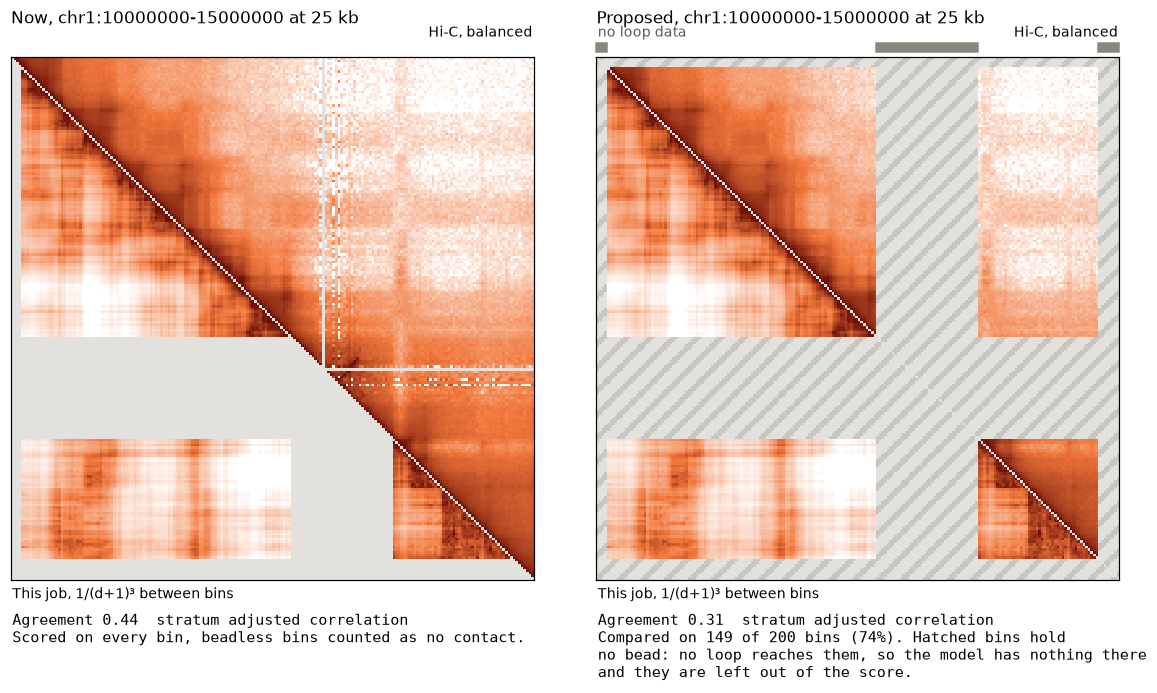 Now, chr1:10000000-15000000 at 25 kb
Hi-C, balanced
This job, 1/(d+1)³ between bins
Agreement 0.44  stratum adjusted correlation
Scored on every bin, beadless bins counted as no contact.
Proposed, chr1:10000000-15000000 at 25 kb
no loop data
Hi-C, balanced
This job, 1/(d+1)³ between bins
Agreement 0.31  stratum adjusted correlation
Compared on 149 of 200 bins (74%). Hatched bins hold
no bead: no loop reaches them, so the model has nothing there
and they are left out of the score.